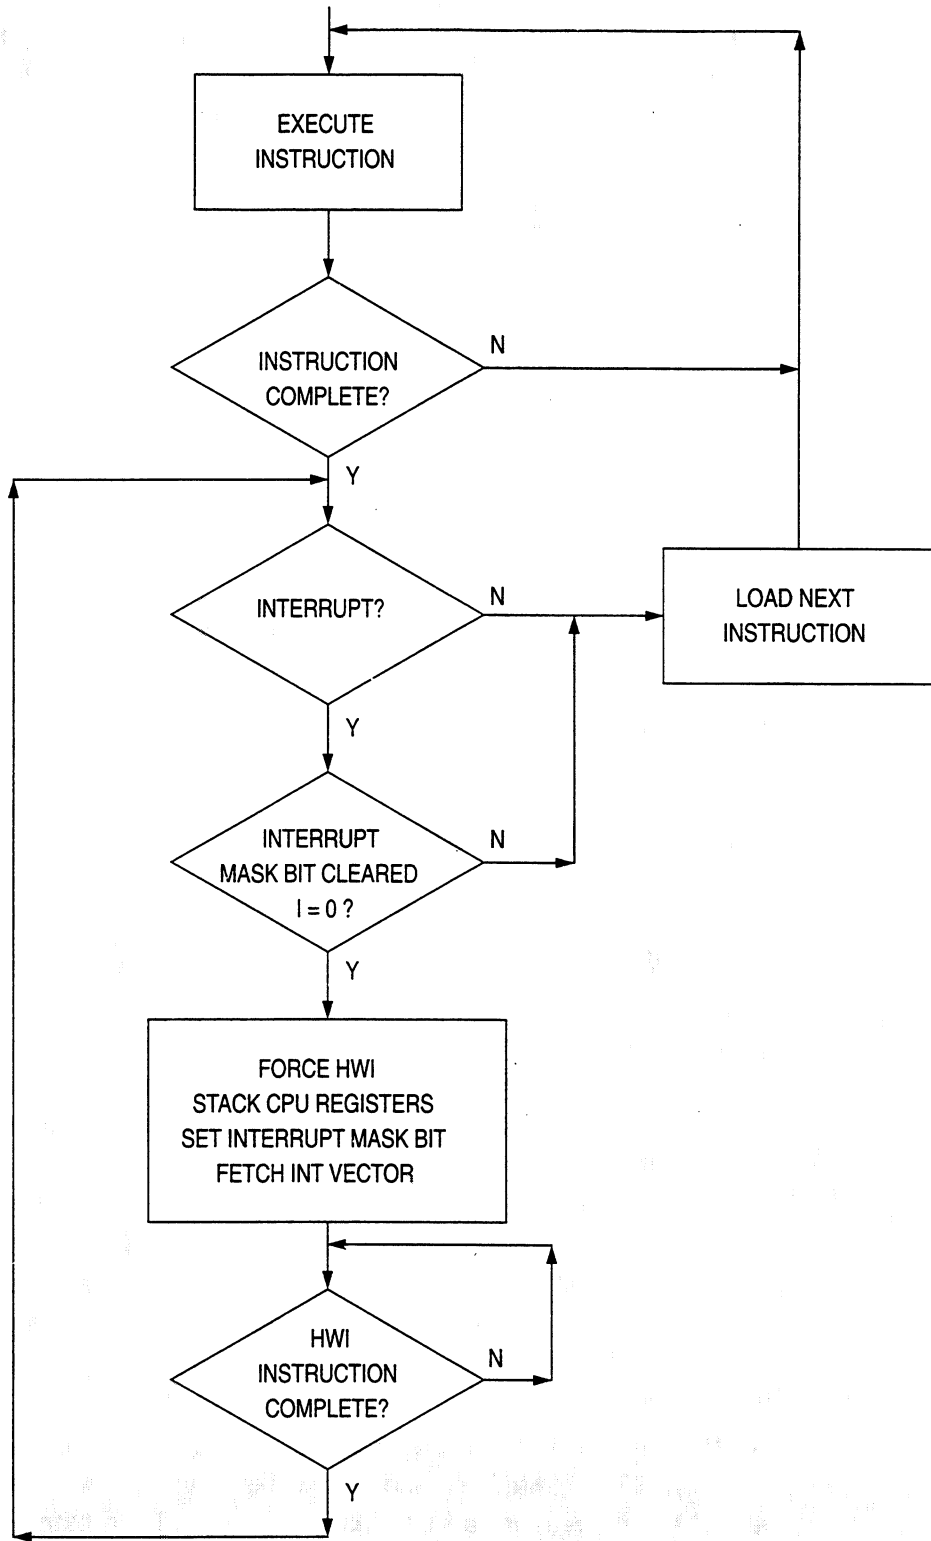 EXECUTE
INSTRUCTION
INSTRUCTION
COMPLETE?
N
Y
INTERRUPT?
N
LOAD NEXT
INSTRUCTION
Y
INTERRUPT
MASK BIT CLEARED
I = 0 ?
N
Y
FORCE HWI
STACK CPU REGISTERS
SET INTERRUPT MASK BIT
FETCH INT VECTOR
HWI
INSTRUCTION
COMPLETE?
N
Y